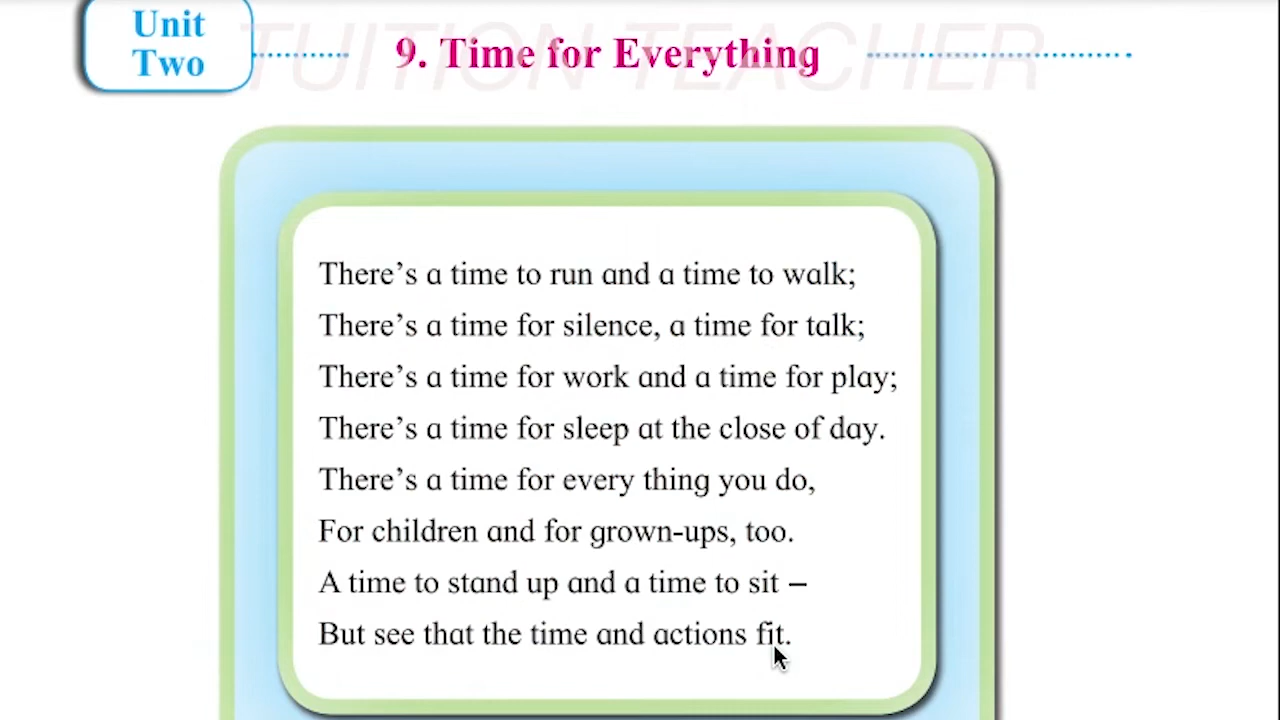 Unit
Two
9. Time for Everything
TUITION TEACHER
There's a time to run and a time to walk;
There's a time for silence, a time for talk;
There's a time for work and a time for play;
There's a time for sleep at the close of day.
There's a time for every thing you do,
For children and for grown-ups, too.
A time to stand up and a time to sit –
But see that the time and actions fit.